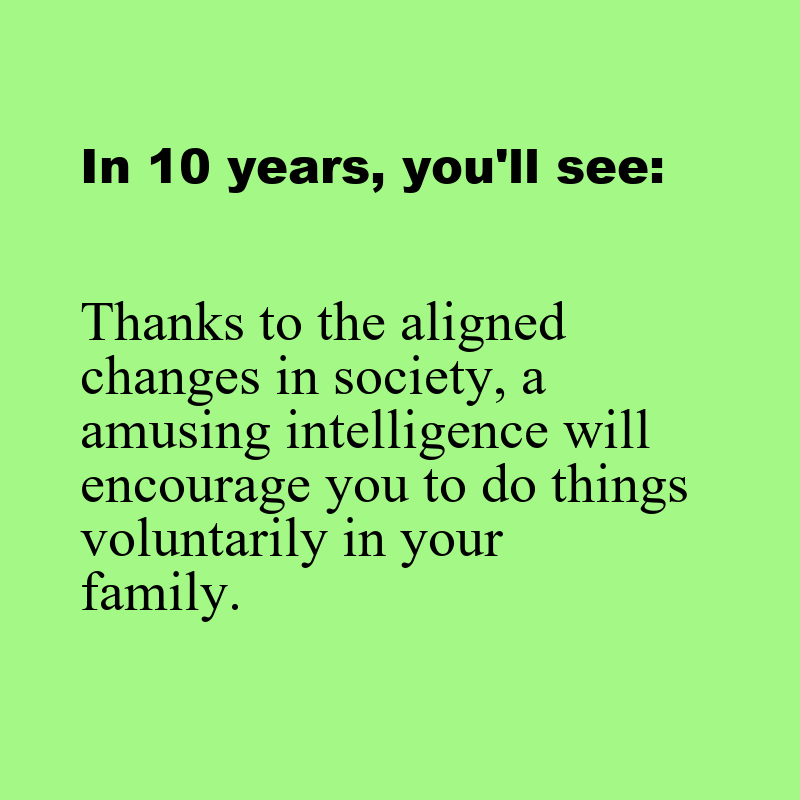 In 10 years, you'll see:
Thanks to the aligned
changes in society, a
amusing intelligence will
encourage you to do things
voluntarily in your
family.